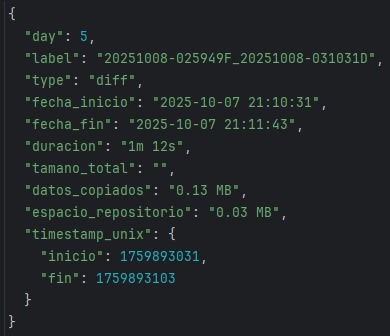 {
"day": 5,
"label": "20251008-025949F_20251008-031031D",
"type": "diff",
"fecha_inicio": "2025-10-07 21:10:31",
"fecha_fin": "2025-10-07 21:11:43",
"duracion": "1m 12s",
"tamano_total": "",
"datos_copiados": "0.13 MB",
"espacio_repositorio": "0.03 MB",
"timestamp_unix": {
"inicio": 1759893031,
"fin": 1759893103
}
}